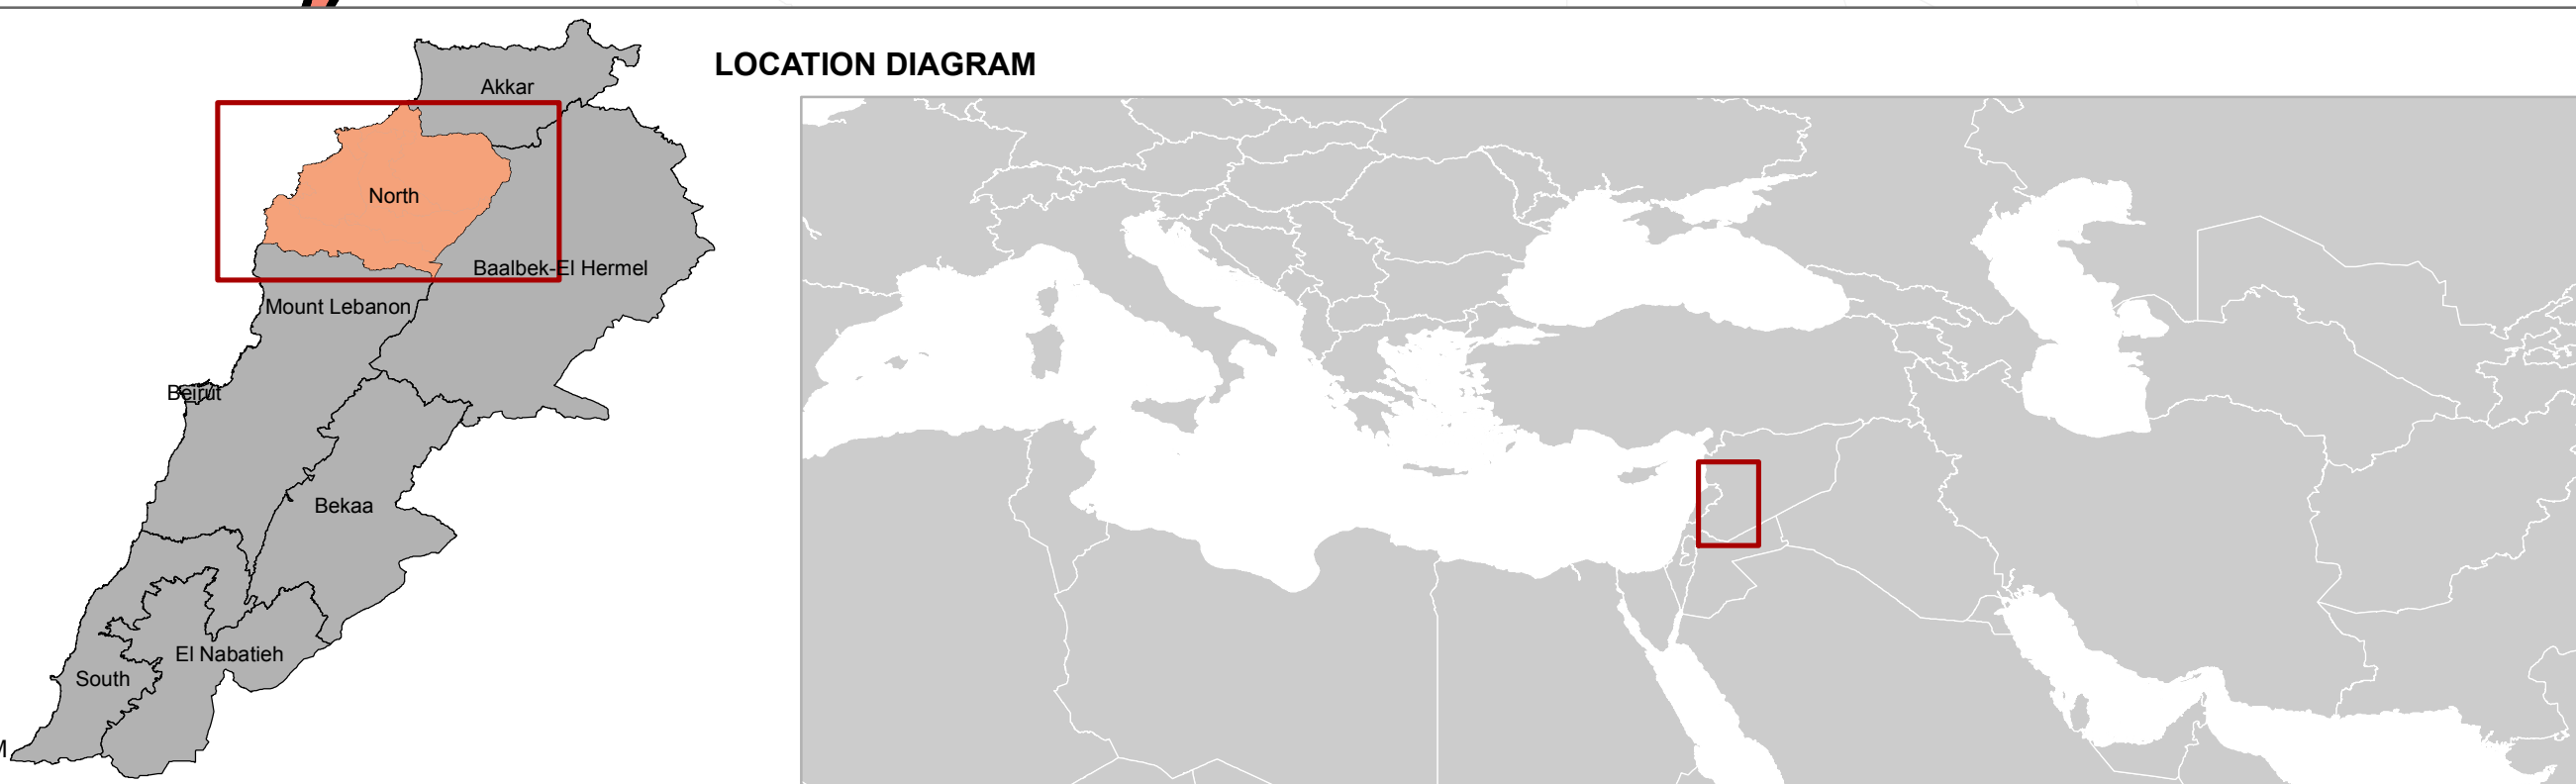 LOCATION DIAGRAM
Akkar
North
Baalbek-El Hermel
Mount Lebanon
Beirut
Bekaa
El Nabatieh
South
M